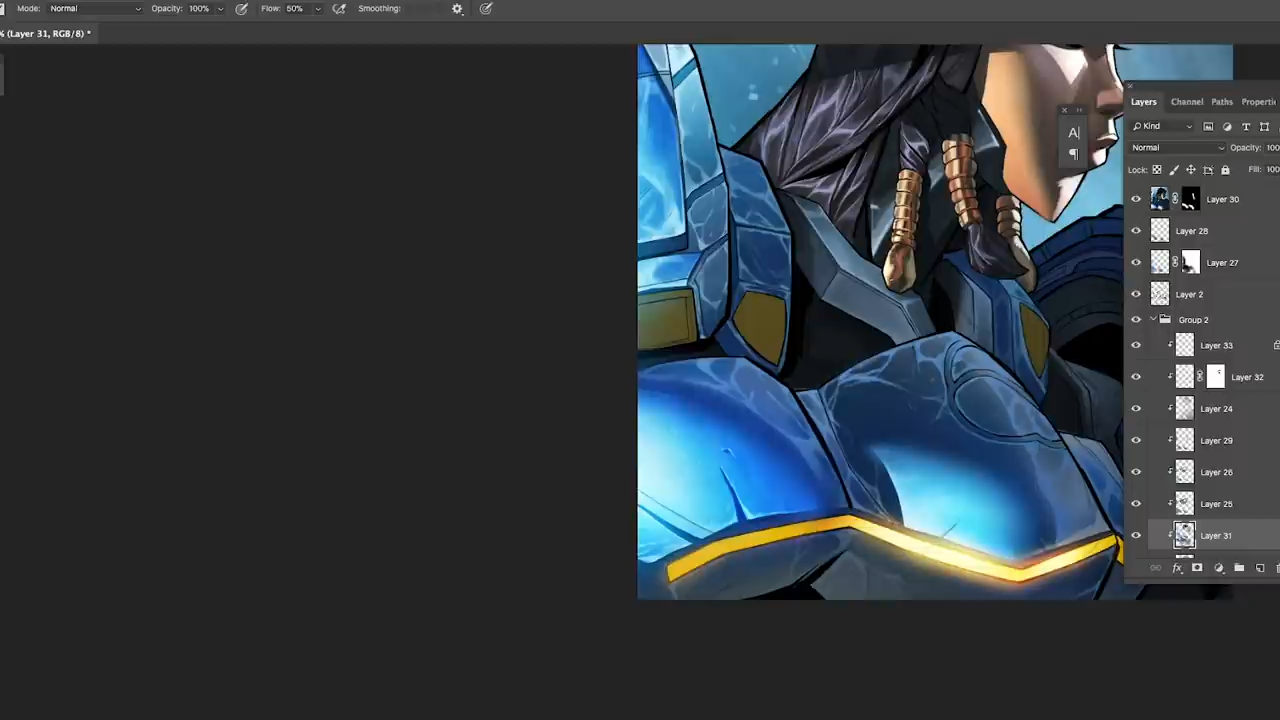 Mode: Normal Opacity: 100% Flow: 50% Smoothing:
% (Layer 31, RGB/8) *
Layers Channel Paths Properti
A|
Kind
Normal Opacity: 100
Lock: Fill: 100
Layer 30
Layer 28
Layer 27
Layer 2
Group 2
Layer 33
Layer 32
Layer 24
Layer 29
Layer 26
Layer 25
Layer 31
fx